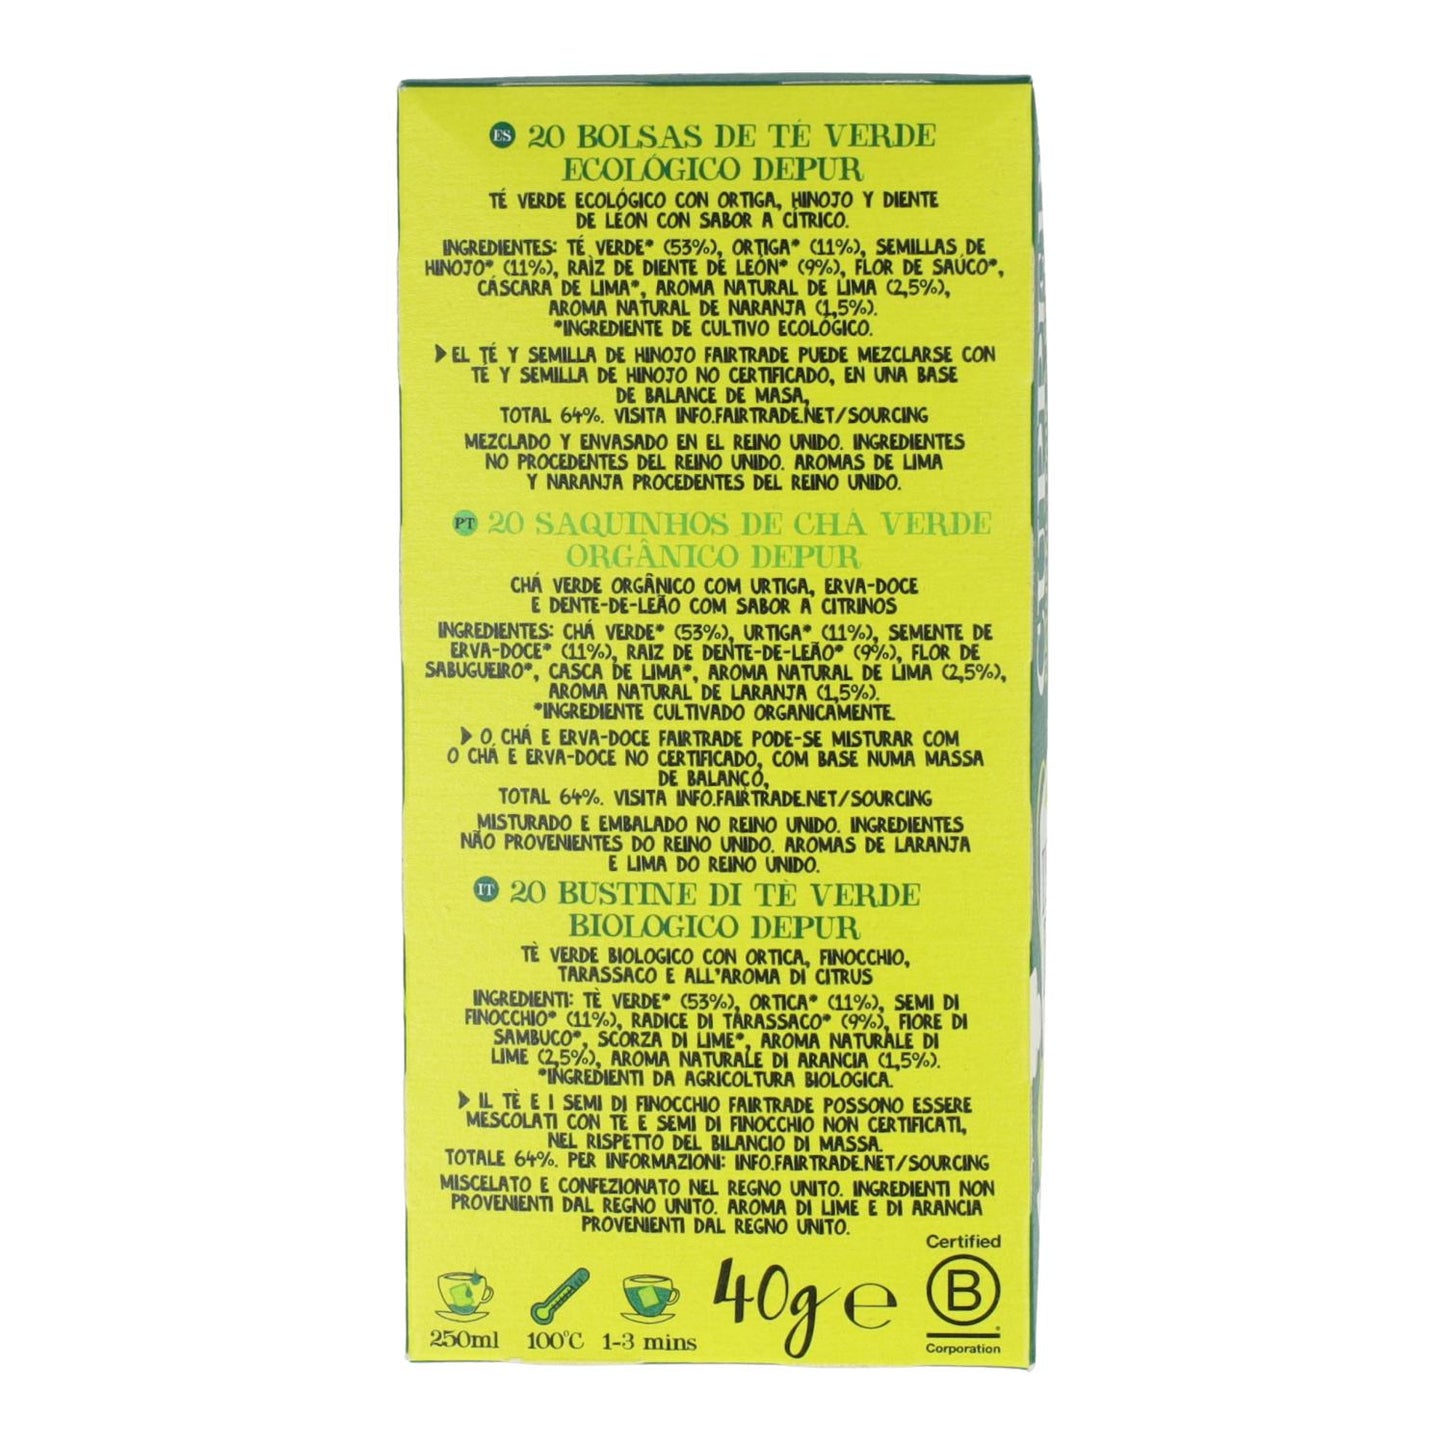 ES 20 BOLSAS DE TÉ VERDE
ECOLÓGICO DEPUR
TÉ VERDE ECOLÓGICO CON ORTIGA, HINOJO Y DIENTE
DE LEÓN CON SABOR A CÍTRICO.
INGREDIENTES: TÉ VERDE* (53%), ORTIGA* (11%), SEMILLAS DE
HINOJO* (11%), RAÌZ DE DIENTE DE LEÓN* (9%), FLOR DE SAÚCO*,
CÁSCARA DE LIMA*, AROMA NATURAL DE LIMA (2,5%),
AROMA NATURAL DE NARANJA (1,5%).
*INGREDIENTE DE CULTIVO ECOLÓGICO.
EL TÉ Y SEMILLA DE HINOJO FAIRTRADE PUEDE MEZCLARSE CON
TÉ Y SEMILLA DE HINOJO NO CERTIFICADO, EN UNA BASE
DE BALANCE DE MASA,
TOTAL 64%. VISITA INFO.FAIRTRADE.NET/SOURCING
MEZCLADO Y ENVASADO EN EL REINO UNIDO. INGREDIENTES
NO PROCEDENTES DEL REINO UNIDO. AROMAS DE LIMA
Y NARANJA PROCEDENTES DEL REINO UNIDO.
PT 20 SAQUINHOS DE CHÁ VERDE
ORGÂNICO DEPUR
CHÁ VERDE ORGÂNICO COM URTIGA, ERVA-DOCE
E DENTE-DE-LEÃO COM SABOR A CITRINOS
INGREDIENTES: CHÁ VERDE* (53%), URTIGA* (11%), SEMENTE DE
ERVA-DOCE* (11%), RAIZ DE DENTE-DE-LEÃO* (9%), FLOR DE
SABUGUEIRO*, CASCA DE LIMA*, AROMA NATURAL DE LIMA (2,5%),
AROMA NATURAL DE LARANJA (1,5%).
*INGREDIENTE CULTIVADO ORGANICAMENTE.
O CHÁ E ERVA-DOCE FAIRTRADE PODE-SE MISTURAR COM
O CHÁ E ERVA-DOCE NO CERTIFICADO, COM BASE NUMA MASSA
DE BALANÇO,
TOTAL 64%. VISITA INFO.FAIRTRADE.NET/SOURCING
MISTURADO E EMBALADO NO REINO UNIDO. INGREDIENTES
NÃO PROVENIENTES DO REINO UNIDO. AROMAS DE LARANJA
E LIMA DO REINO UNIDO.
IT 20 BUSTINE DI TÈ VERDE
BIOLOGICO DEPUR
TÈ VERDE BIOLOGICO CON ORTICA, FINOCCHIO,
TARASSACO E ALL'AROMA DI CITRUS
INGREDIENTI: TÈ VERDE* (53%), ORTICA* (11%), SEMI DI
FINOCCHIO* (11%), RADICE DI TARASSACO* (9%), FIORE DI
SAMBUCO*, SCORZA DI LIME*, AROMA NATURALE DI
LIME (2,5%), AROMA NATURALE DI ARANCIA (1,5%).
*INGREDIENTI DA AGRICOLTURA BIOLOGICA.
IL TÈ E I SEMI DI FINOCCHIO FAIRTRADE POSSONO ESSERE
MESCOLATI CON TÈ E SEMI DI FINOCCHIO NON CERTIFICATI,
NEL RISPETTO DEL BILANCIO DI MASSA.
TOTALE 64%. PER INFORMAZIONI: INFO.FAIRTRADE.NET/SOURCING
MISCELATO E CONFEZIONATO NEL REGNO UNITO. INGREDIENTI NON
PROVENIENTI DAL REGNO UNITO. AROMA DI LIME E DI ARANCIA
PROVENIENTI DAL REGNO UNITO.
250ml 100°C 1-3 mins 40g e
Certified
B
Corporation